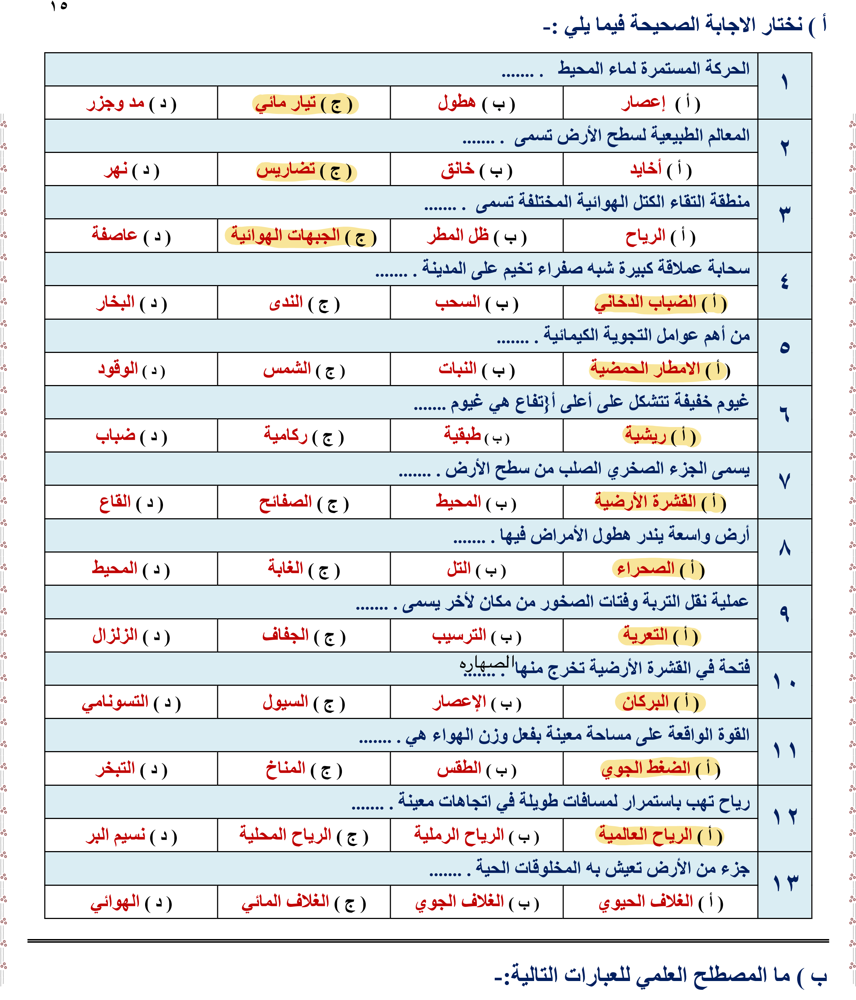 ١٥
أ ) نختار الاجابة الصحيحة فيما يلي :-
١
الحركة المستمرة لماء المحيط . .......
( أ ) إعصار ( ب ) هطول ( ج ) تيار مائي ( د ) مد وجزر
٢
المعالم الطبيعية لسطح الأرض تسمى . .......
( أ ) أخايد ( ب ) خانق ( ج ) تضاريس ( د ) نهر
٣
منطقة التقاء الكتل الهوائية المختلفة تسمى . .......
( أ ) الرياح ( ب ) ظل المطر ( ج ) الجبهات الهوائية ( د ) عاصفة
٤
سحابة عملاقة كبيرة شبه صفراء تخيم على المدينة . .......
( أ ) الضباب الدخاني ( ب ) السحب ( ج ) الندى ( د ) البخار
٥
من أهم عوامل التجوية الكيمائية . .......
( أ ) الامطار الحمضية ( ب ) النبات ( ج ) الشمس ( د ) الوقود
٦
غيوم خفيفة تتشكل على أعلى أ{تفاع هي غيوم .......
( أ ) ريشية ( ب ) طبقية ( ج ) ركامية ( د ) ضباب
٧
يسمى الجزء الصخري الصلب من سطح الأرض . .......
( أ ) القشرة الأرضية ( ب ) المحيط ( ج ) الصفائح ( د ) القاع
٨
أرض واسعة يندر هطول الأمراض فيها . .......
( أ ) الصحراء ( ب ) التل ( ج ) الغابة ( د ) المحيط
٩
عملية نقل التربة وفتات الصخور من مكان لأخر يسمى . .......
( أ ) التعرية ( ب ) الترسيب ( ج ) الجفاف ( د ) الزلزال
١٠
فتحة في القشرة الأرضية تخرج منها الصهاره . .......
( أ ) البركان ( ب ) الإعصار ( ج ) السيول ( د ) التسونامي
١١
القوة الواقعة على مساحة معينة بفعل وزن الهواء هي . .......
( أ ) الضغط الجوي ( ب ) الطقس ( ج ) المناخ ( د ) التبخر
١٢
رياح تهب باستمرار لمسافات طويلة في اتجاهات معينة . .......
( أ ) الرياح العالمية ( ب ) الرياح الرملية ( ج ) الرياح المحلية ( د ) نسيم البر
١٣
جزء من الأرض تعيش به المخلوقات الحية . .......
( أ ) الغلاف الحيوي ( ب ) الغلاف الجوي ( ج ) الغلاف المائي ( د ) الهوائي
ب ) ما المصطلح العلمي للعبارات التالية:-